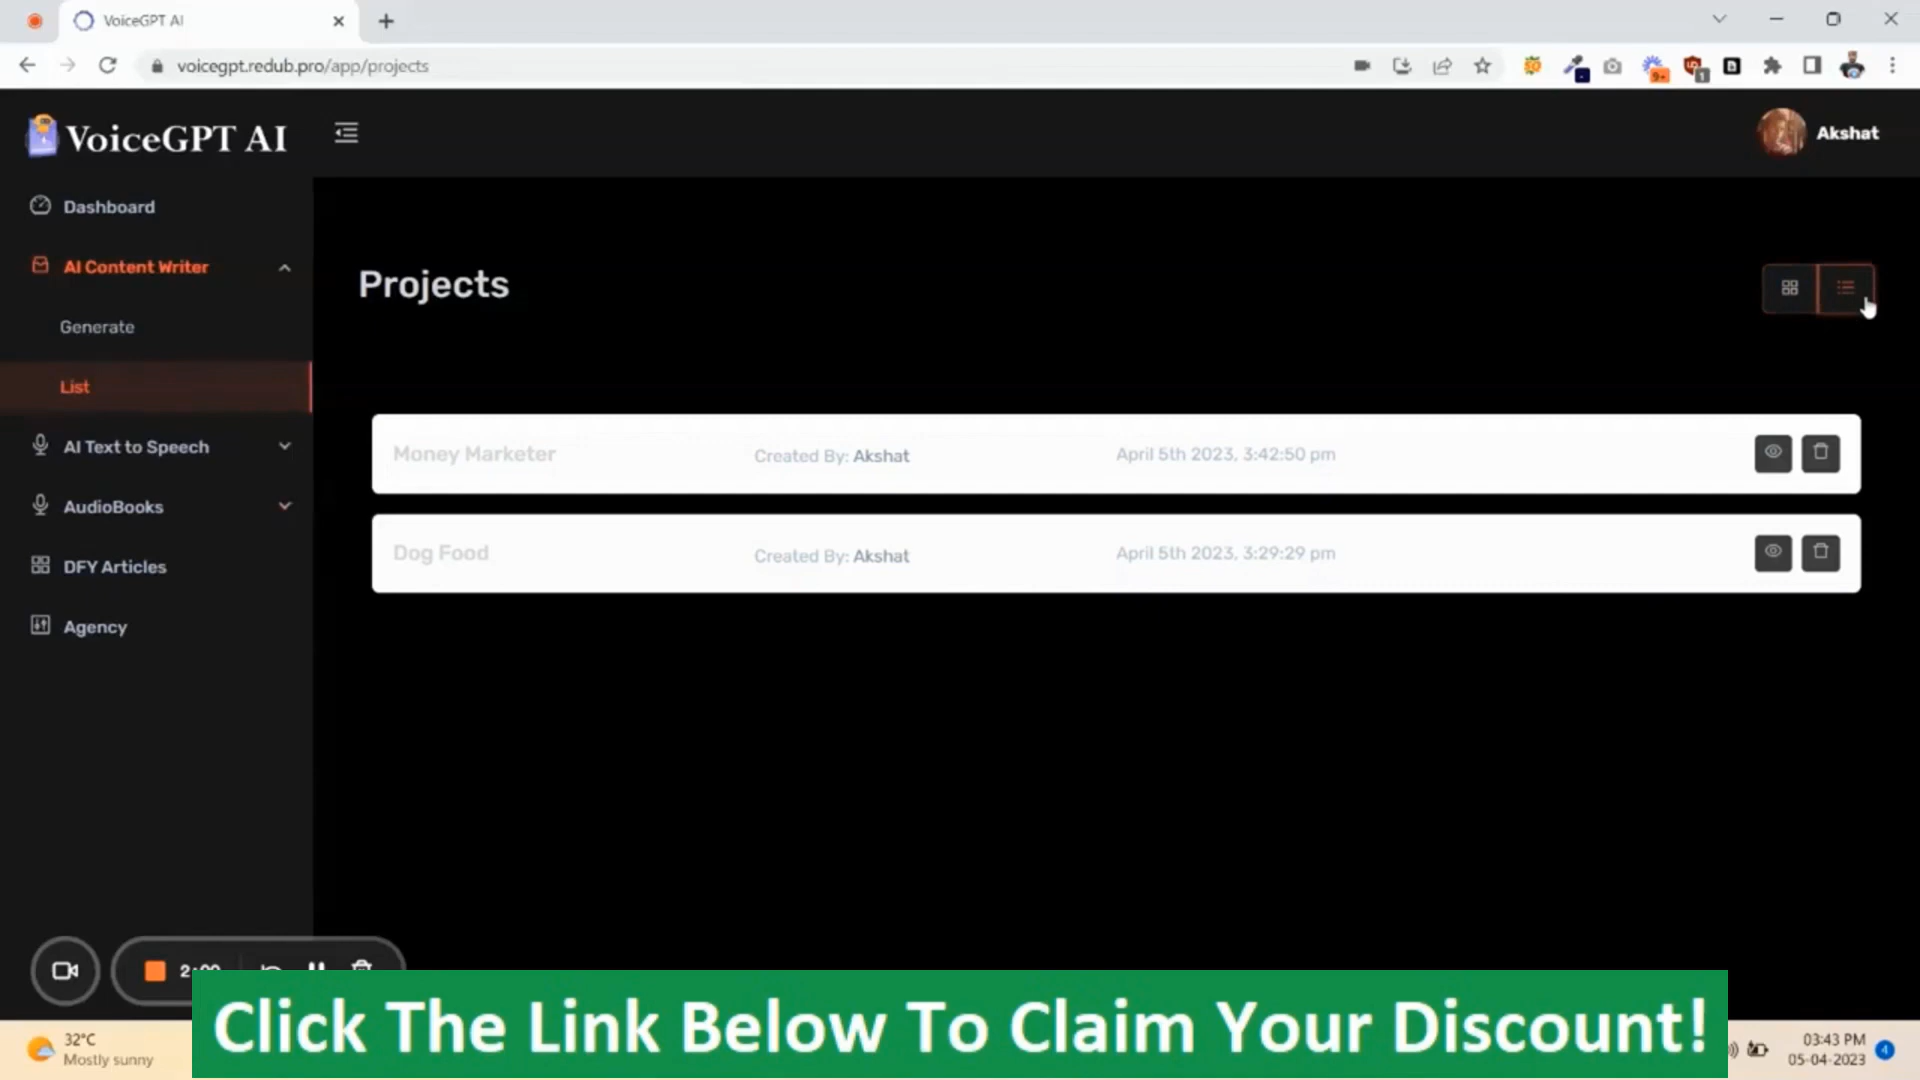 VoiceGPT AI
voicegpt.redub.pro/app/projects
9+
1
VoiceGPT AI
Akshat
Dashboard
AI Content Writer
Generate
List
AI Text to Speech
AudioBooks
DFY Articles
Agency
Projects
Money Marketer
Created By: Akshat
April 5th 2023, 3:42:50 pm
Dog Food
Created By: Akshat
April 5th 2023, 3:29:29 pm
Click The Link Below To Claim Your Discount!
32°C
Mostly sunny
03:43 PM
05-04-2023
4